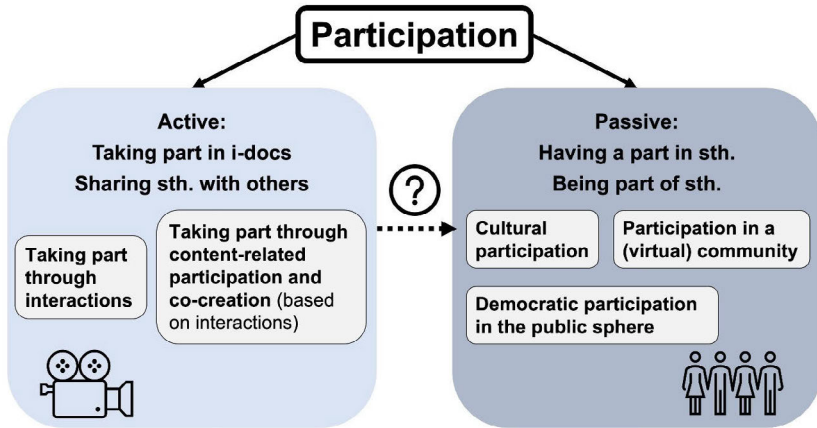 Participation
Active:
Taking part in i-docs
Sharing sth. with others
Taking part
through
interactions
Taking part through
content-related
participation and
co-creation (based
on interactions)
?
Passive:
Having a part in sth.
Being part of sth.
Cultural
participation
Participation in a
(virtual) community
Democratic participation
in the public sphere